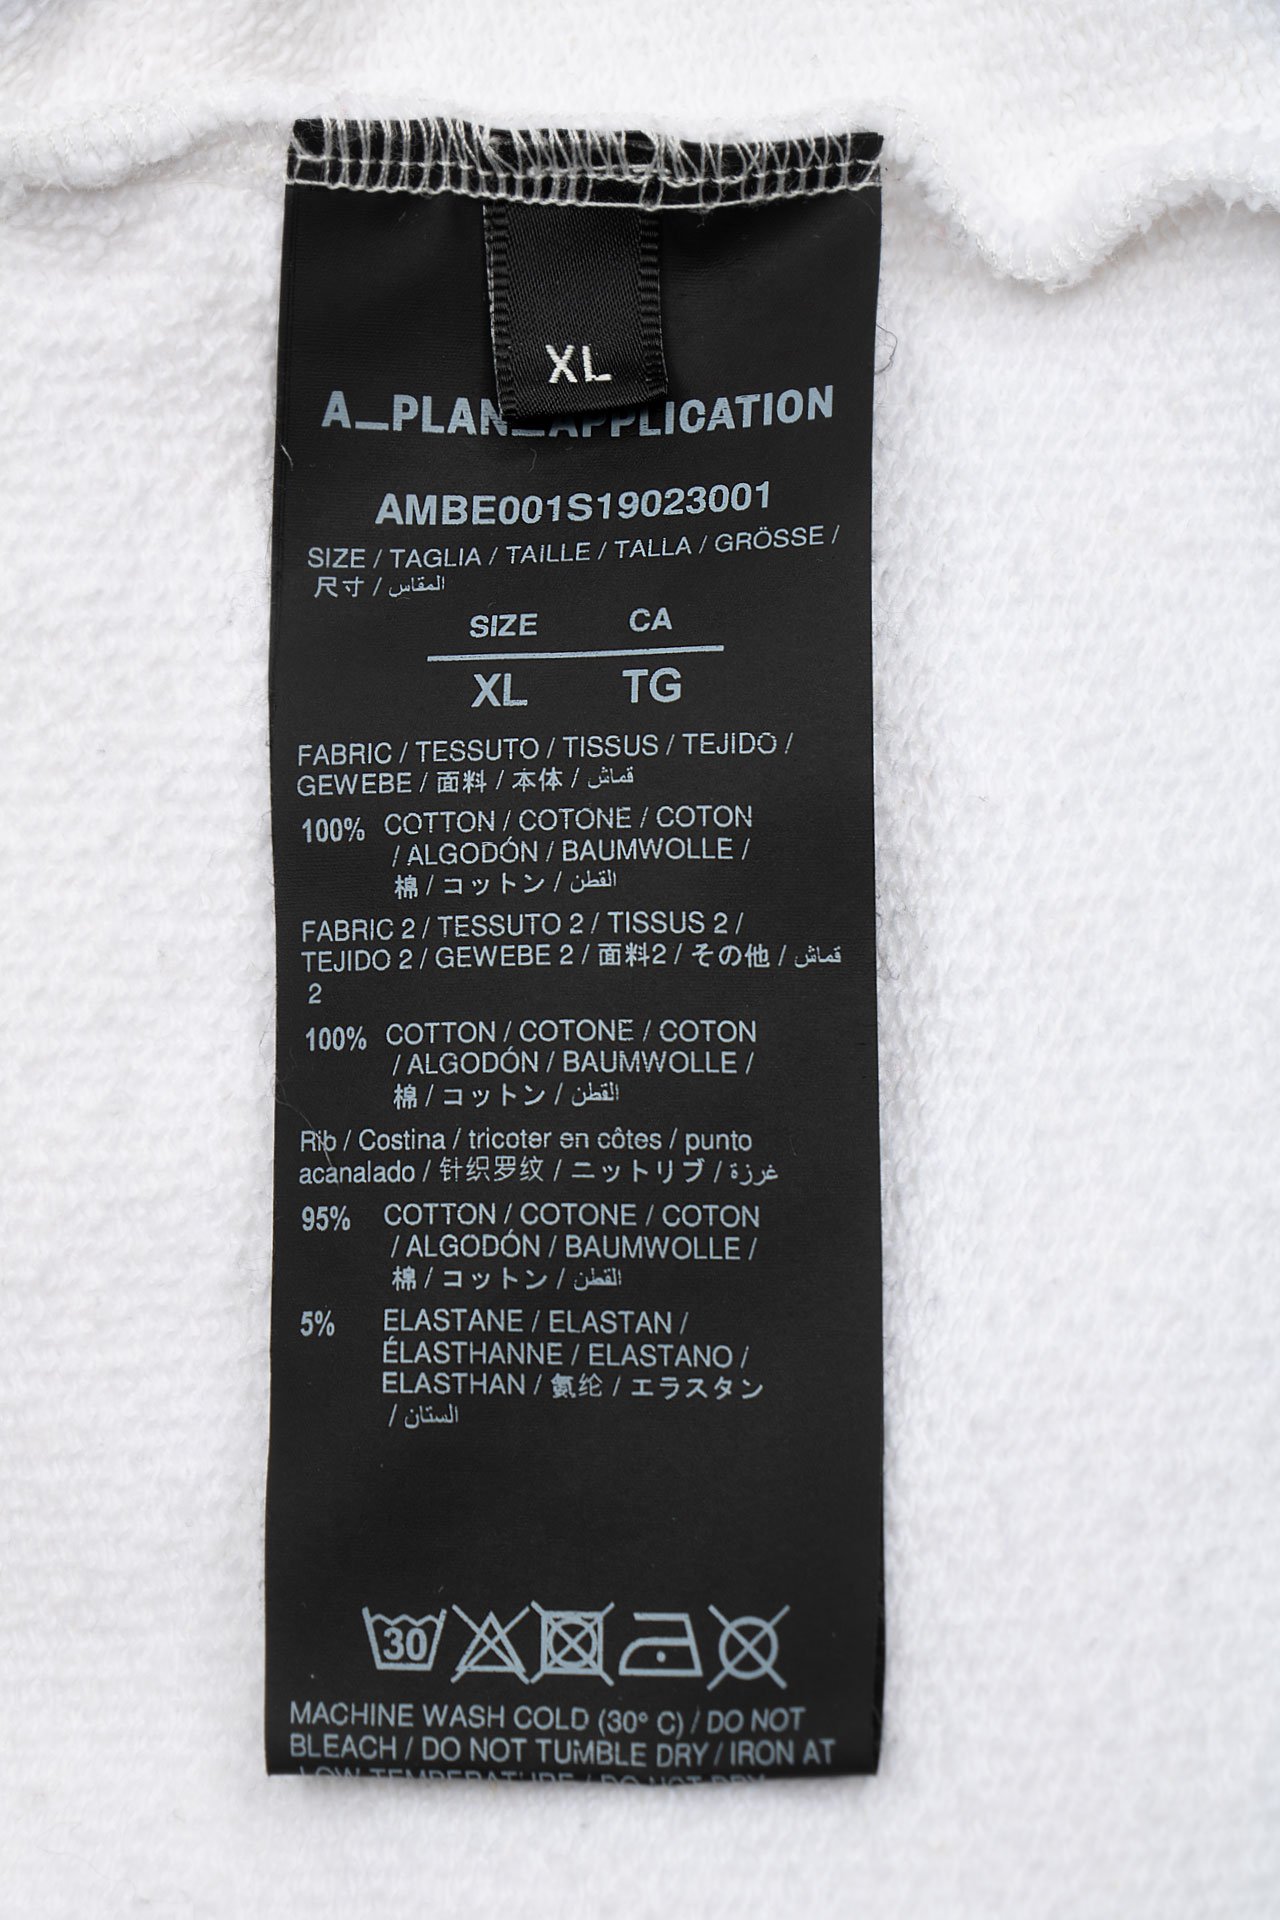 XL
A_PLAN_APPLICATION
AMBE001S19023001
SIZE / TAGLIA / TAILLE / TALLA / GRÖSSE /
尺寸 / المقاس
SIZE CA
XL TG
FABRIC / TESSUTO / TISSUS / TEJIDO /
GEWEBE / 面料 / 本体 / قماش
100% COTTON / COTONE / COTON
/ ALGODÓN / BAUMWOLLE /
棉 / コットン / القطن
FABRIC 2 / TESSUTO 2 / TISSUS 2 /
TEJIDO 2 / GEWEBE 2 / 面料2 / その他 / قماش
2
100% COTTON / COTONE / COTON
/ ALGODÓN / BAUMWOLLE /
棉 / コットン / القطن
Rib / Costina / tricoter en côtes / punto
acanalado / 针织罗纹 / ニットリブ / غرزة
95% COTTON / COTONE / COTON
/ ALGODÓN / BAUMWOLLE /
棉 / コットン / القطن
5% ELASTANE / ELASTAN /
ÉLASTHANNE / ELASTANO /
ELASTHAN / 氨纶 / エラスタン
/ الستان
30
MACHINE WASH COLD (30° C) / DO NOT
BLEACH / DO NOT TUMBLE DRY / IRON AT
LOW TEMPERATURE / DO NOT DRY